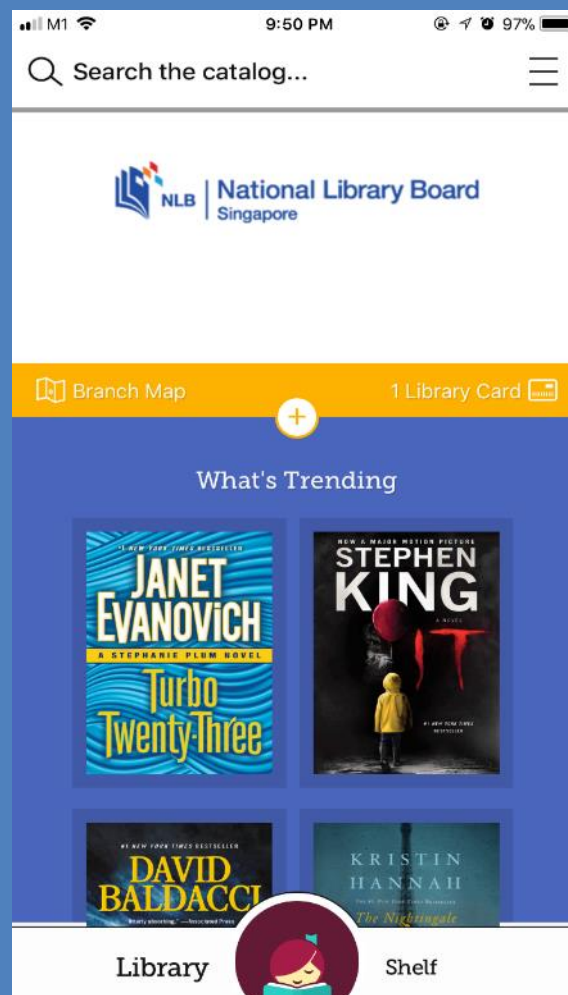 M1 9:50 PM 97%
Search the catalog...
NLB National Library Board
Singapore
Branch Map 1 Library Card
+
What's Trending
#1 NEW YORK TIMES BESTSELLER
JANET
EVANOVICH
A STEPHANIE PLUM NOVEL
Turbo
Twenty-Three
NOW A MAJOR MOTION PICTURE
STEPHEN
KING
A NOVEL
IT
#1 NEW YORK TIMES
BESTSELLER
#1 NEW YORK TIMES BESTSELLER
DAVID
BALDACCI
KRISTIN
HANNAH
The Nightingale
Library Shelf